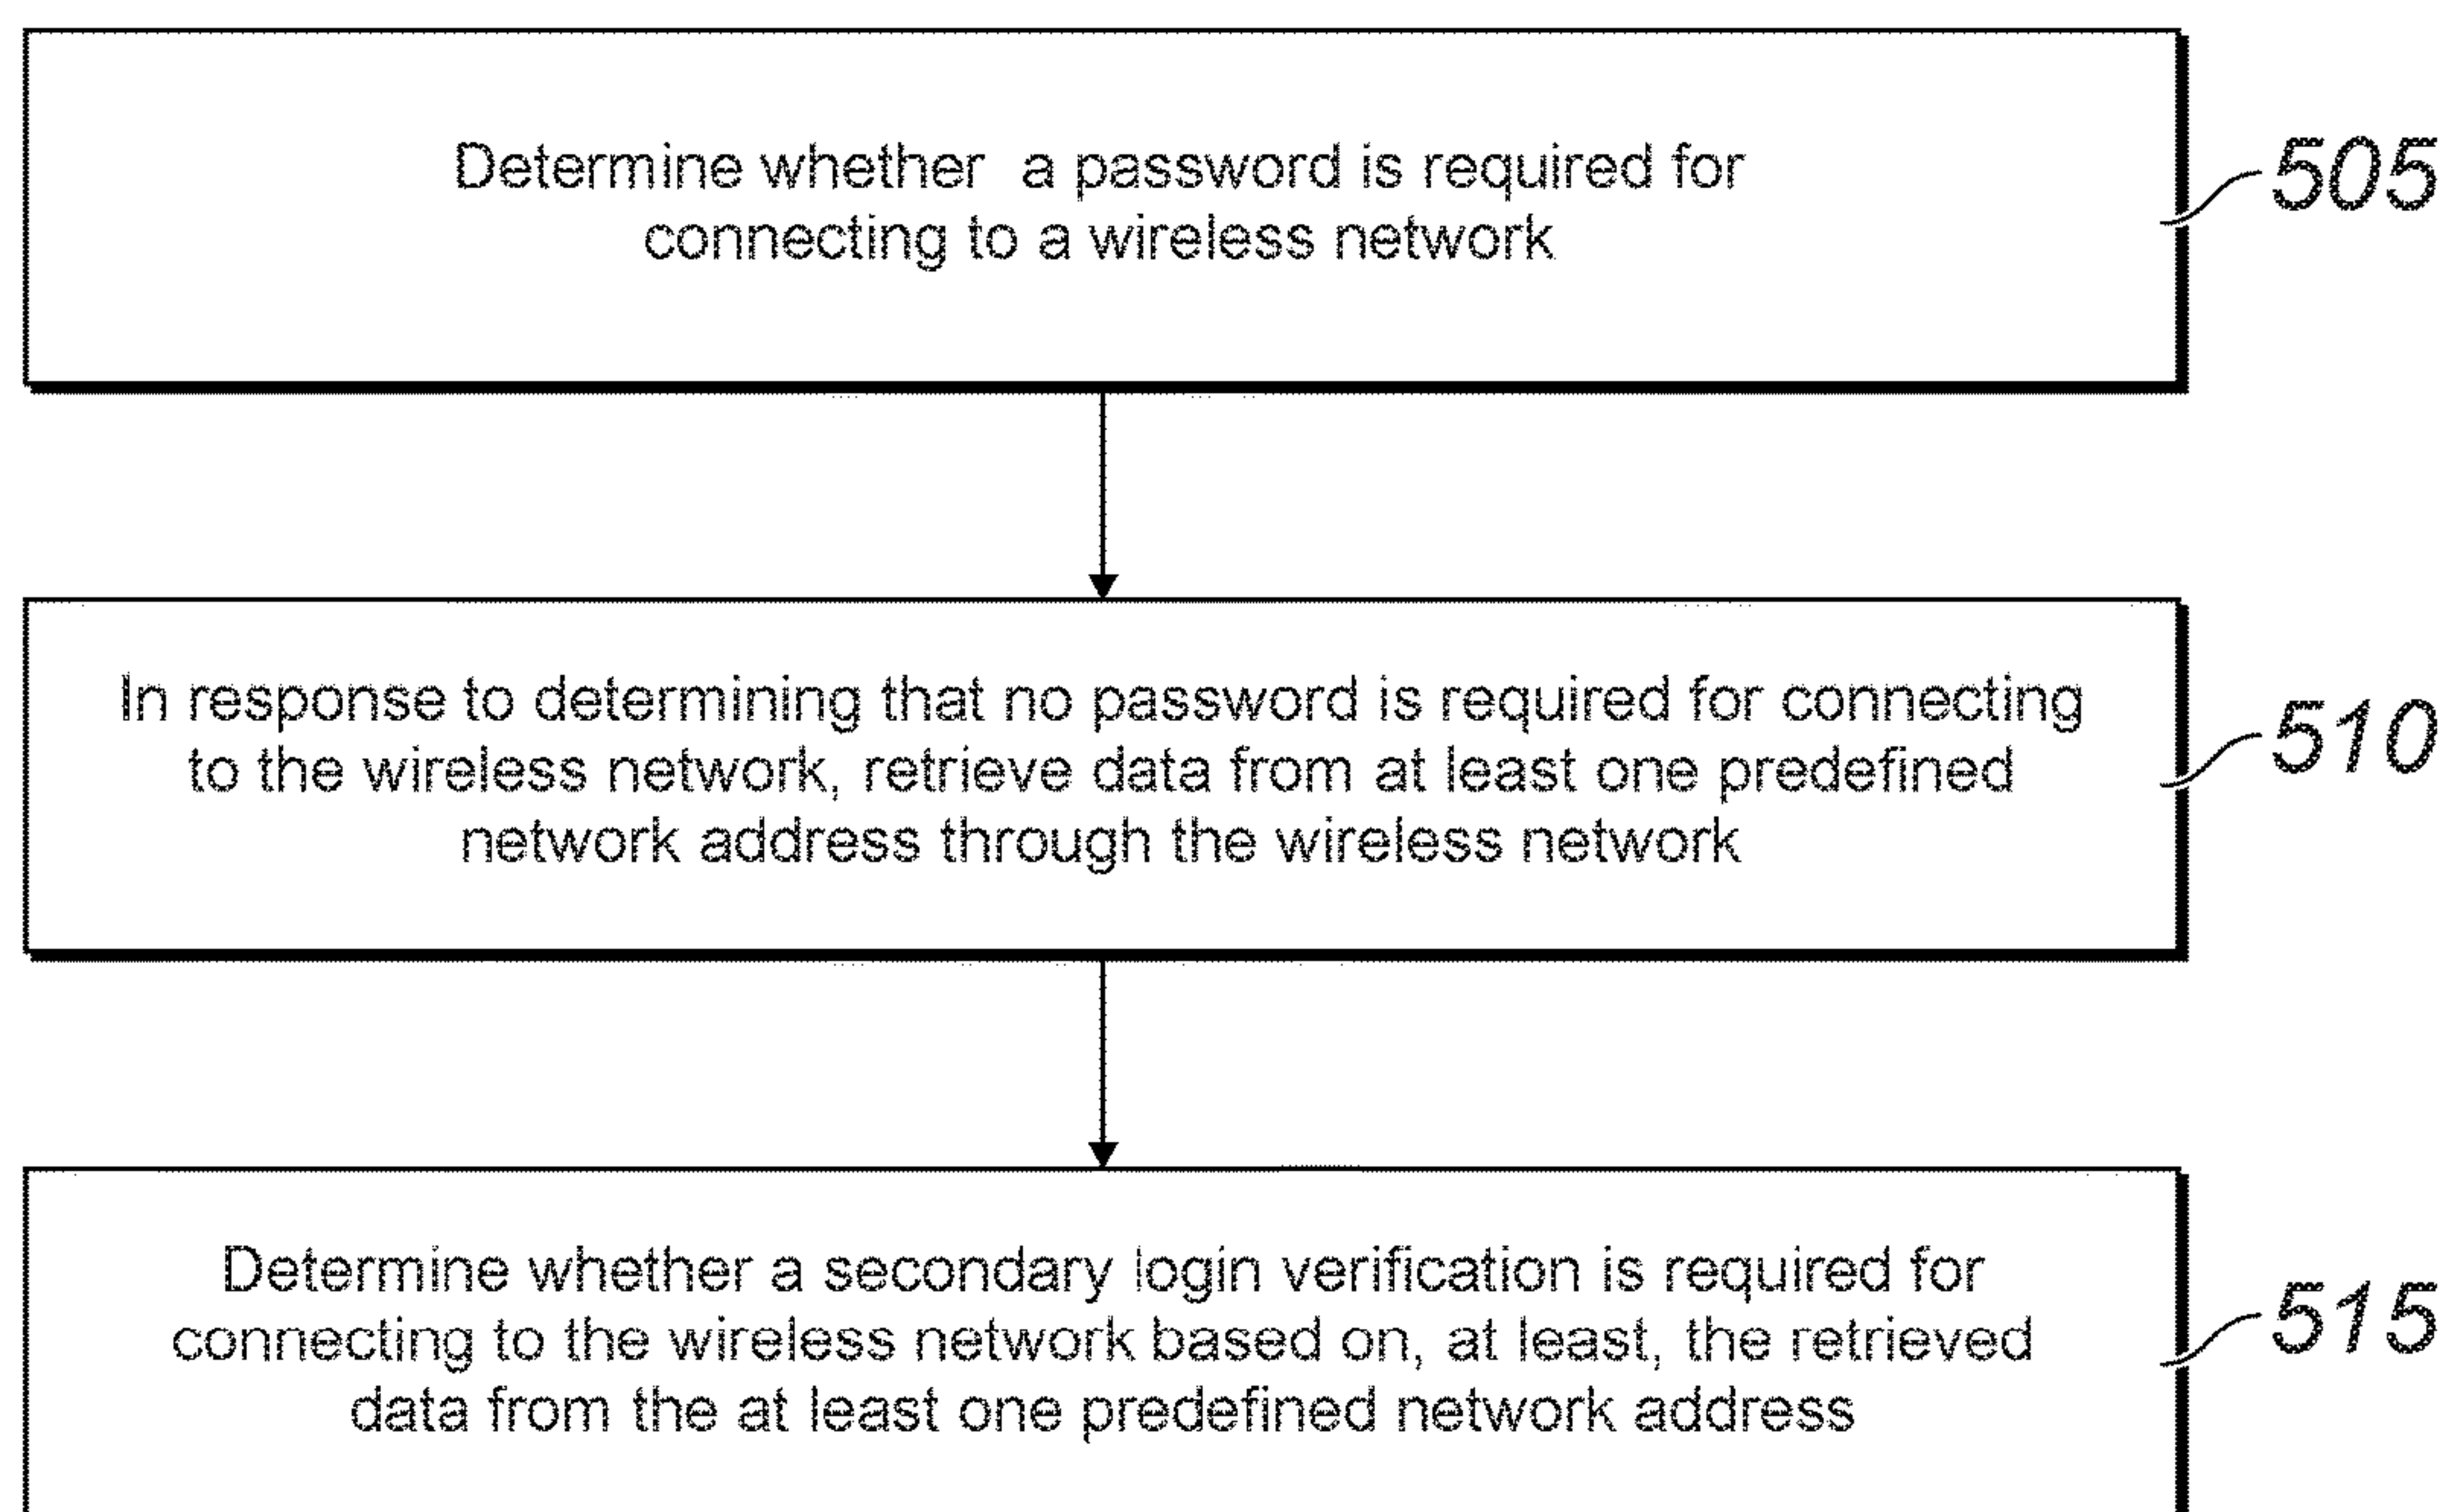 Determine whether a password is required for
connecting to a wireless network
505
In response to determining that no password is required for connecting
to the wireless network, retrieve data from at least one predefined
network address through the wireless network
510
Determine whether a secondary login verification is required for
connecting to the wireless network based on, at least, the retrieved
data from the at least one predefined network address
515